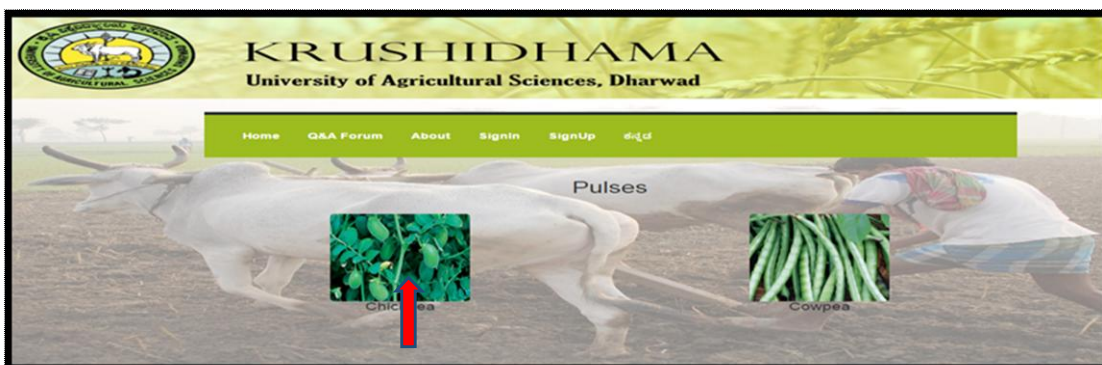 KRUSHIDHAMA
University of Agricultural Sciences, Dharwad
Home Q&A Forum About SignIn SignUp ಕನ್ನಡ
Pulses
Cowpea